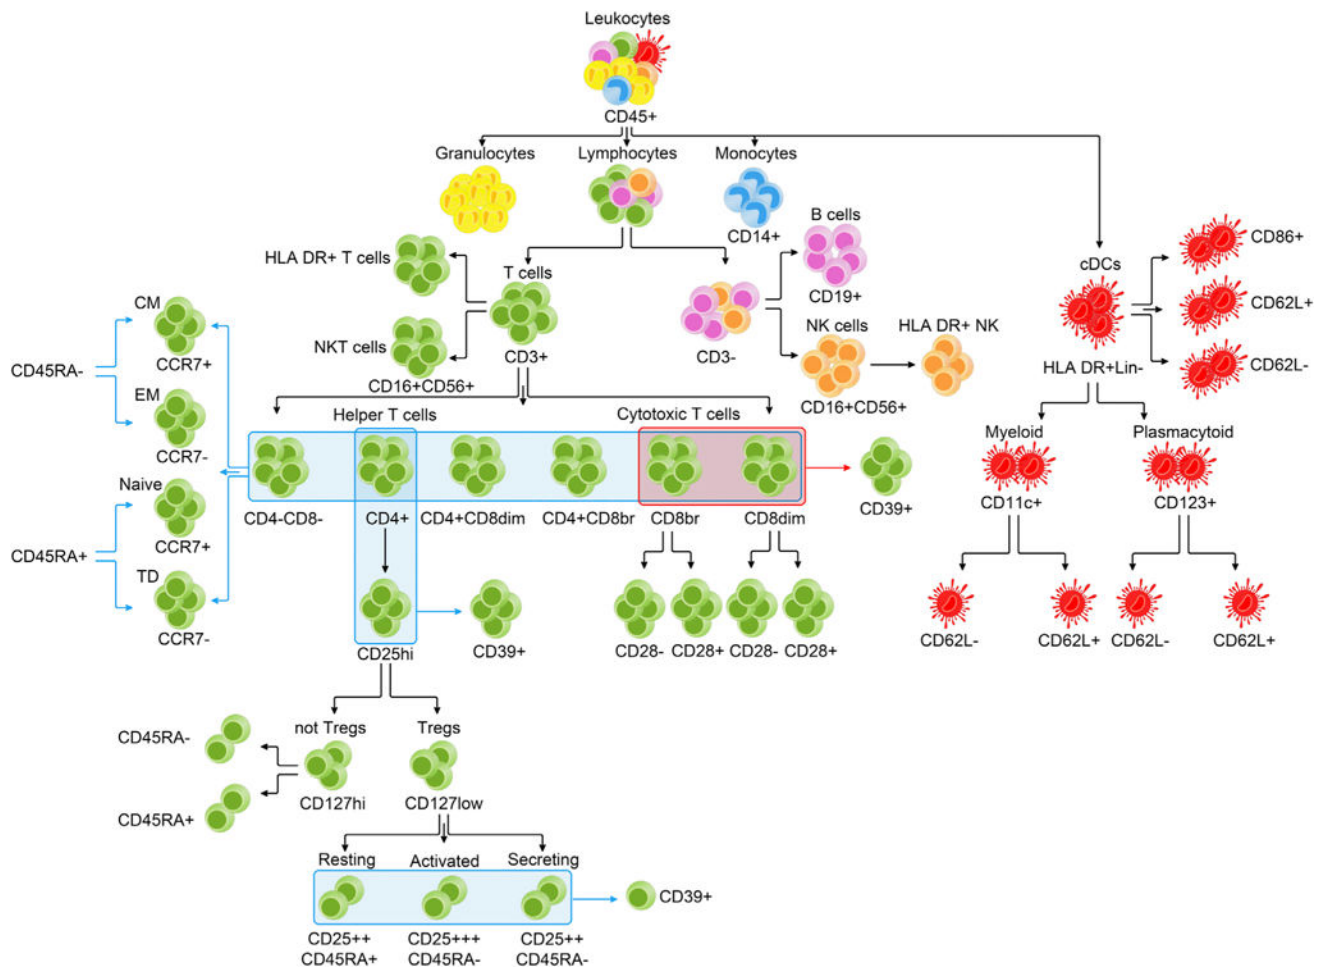 Leukocytes
CD45+
Granulocytes
Lymphocytes
Monocytes
CD14+
B cells
CD19+
HLA DR+ T cells
T cells
CD3+
NKT cells
CD16+CD56+
CD3-
NK cells
CD16+CD56+
HLA DR+ NK
cDCs
HLA DR+Lin-
CD86+
CD62L+
CD62L-
CM
CCR7+
CD45RA-
EM
CCR7-
Naive
CCR7+
CD45RA+
TD
CCR7-
Helper T cells
Cytotoxic T cells
CD4-CD8-
CD4+
CD4+CD8dim
CD4+CD8br
CD8br
CD8dim
CD39+
Myeloid
CD11c+
Plasmacytoid
CD123+
CD25hi
CD39+
CD28-
CD28+
CD28-
CD28+
CD62L-
CD62L+
CD62L-
CD62L+
not Tregs
CD127hi
Tregs
CD127low
CD45RA-
CD45RA+
Resting
Activated
Secreting
CD39+
CD25++
CD45RA+
CD25+++
CD45RA-
CD25++
CD45RA-